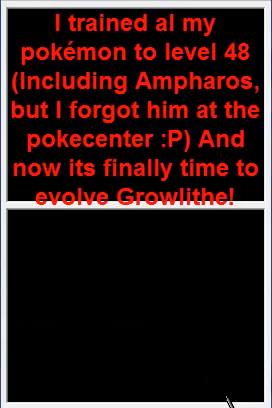 I trained al my
pokémon to level 48
(Including Ampharos,
but I forgot him at the
pokecenter :P) And
now its finally time to
evolve Growlithe!